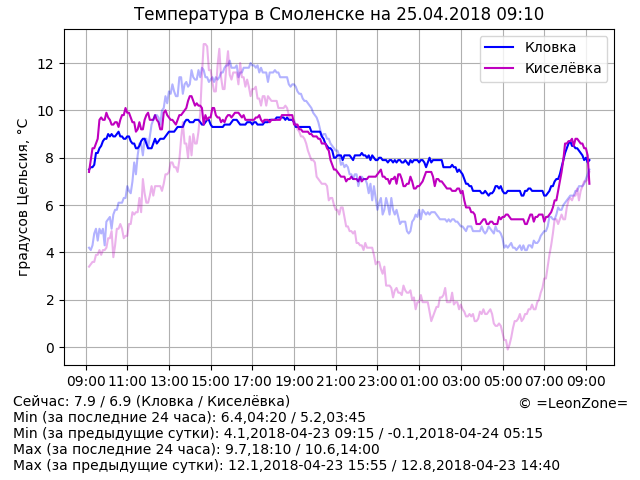 Температура в Смоленске на 25.04.2018 09:10
Кловка
Киселёвка
градусов Цельсия, °C
12
10
8
6
4
2
0
09:00 11:00 13:00 15:00 17:00 19:00 21:00 23:00 01:00 03:00 05:00 07:00 09:00
Сейчас: 7.9 / 6.9 (Кловка / Киселёвка)
© =LeonZone=
Min (за последние 24 часа): 6.4,04:20 / 5.2,03:45
Min (за предыдущие сутки): 4.1,2018-04-23 09:15 / -0.1,2018-04-24 05:15
Max (за последние 24 часа): 9.7,18:10 / 10.6,14:00
Max (за предыдущие сутки): 12.1,2018-04-23 15:55 / 12.8,2018-04-23 14:40